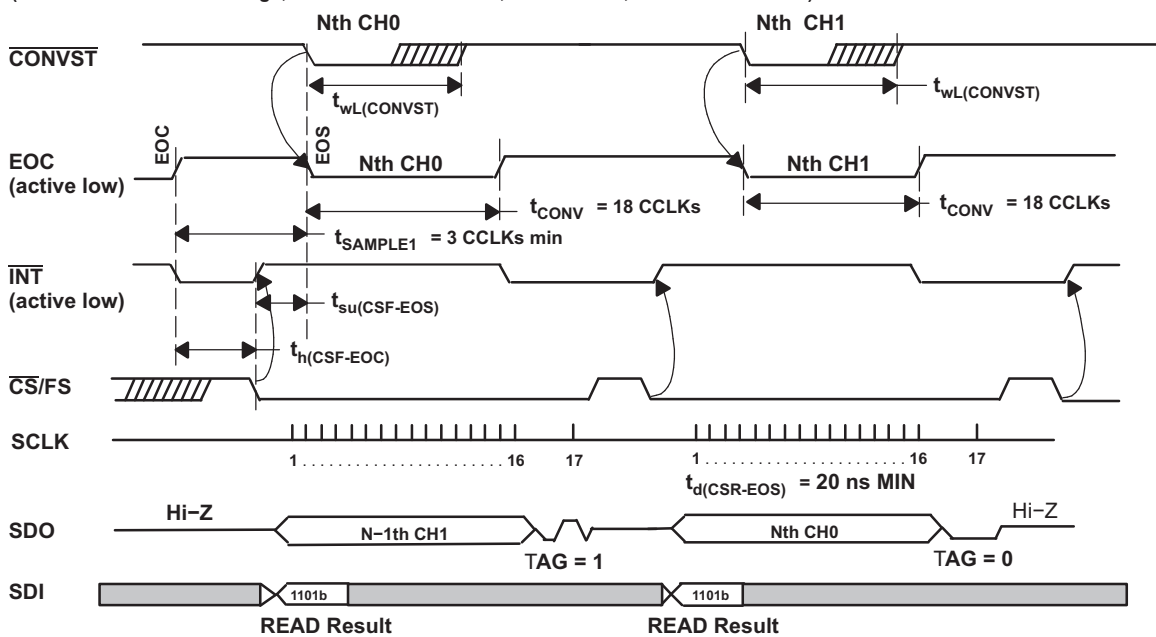 Nth CH0
Nth CH1
CONVST
twL(CONVST)
twL(CONVST)
EOC
EOS
EOC
(active low)
Nth CH0
Nth CH1
tCONV = 18 CCLKs
tCONV = 18 CCLKs
tSAMPLE1 = 3 CCLKs min
INT
(active low)
tsu(CSF-EOS)
th(CSF-EOC)
CS/FS
SCLK
1 . . . . . . . . . . . . . . . . . . . . . . 16 17
1 . . . . . . . . . . . . . . . . . . . . . . 16 17
td(CSR-EOS) = 20 ns MIN
Hi−Z
Hi−Z
SDO
N−1th CH1
Nth CH0
TAG = 1
TAG = 0
SDI
1101b
1101b
READ Result
READ Result